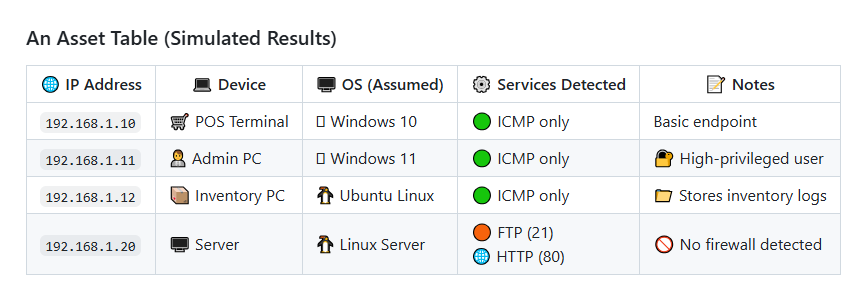 An Asset Table (Simulated Results)
🌐 IP Address 💻 Device 🖥️ OS (Assumed) ⚙️ Services Detected 📝 Notes
192.168.1.10 🛒 POS Terminal Windows 10 🟢 ICMP only Basic endpoint
192.168.1.11 👩‍💼 Admin PC Windows 11 🟢 ICMP only 🔐 High-privileged user
192.168.1.12 📦 Inventory PC 🐧 Ubuntu Linux 🟢 ICMP only 📁 Stores inventory logs
192.168.1.20 🖥️ Server 🐧 Linux Server 🟠 FTP (21)
🌐 HTTP (80) 🚫 No firewall detected